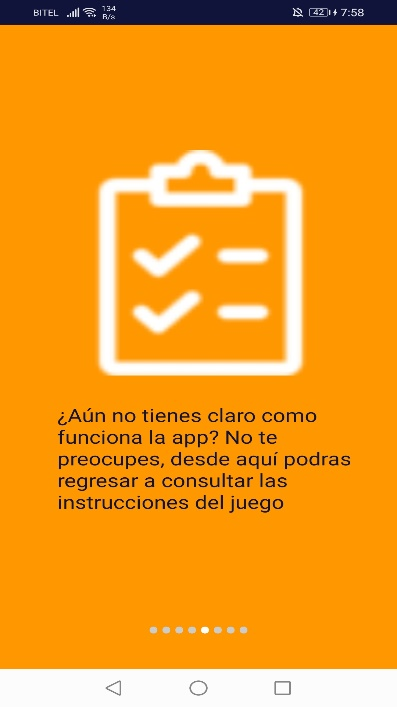 BITEL 134 B/s 42 7:58
¿Aún no tienes claro como
funciona la app? No te
preocupes, desde aquí podras
regresar a consultar las
instrucciones del juego